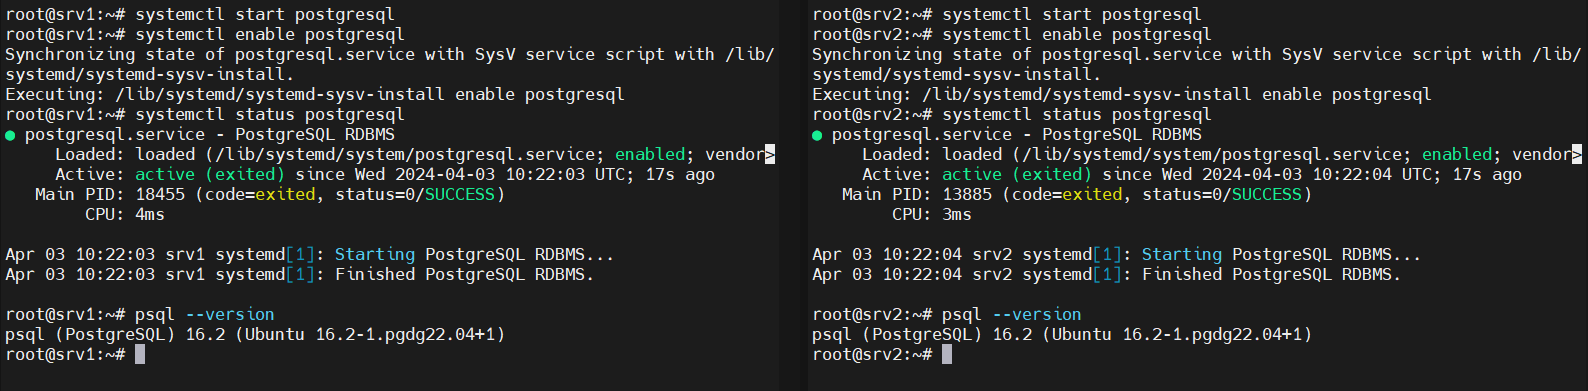 root@srv1:~# systemctl start postgresql
root@srv1:~# systemctl enable postgresql
Synchronizing state of postgresql.service with SysV service script with /lib/
systemd/systemd-sysv-install.
Executing: /lib/systemd/systemd-sysv-install enable postgresql
root@srv1:~# systemctl status postgresql
● postgresql.service - PostgreSQL RDBMS
     Loaded: loaded (/lib/systemd/system/postgresql.service; enabled; vendor>
     Active: active (exited) since Wed 2024-04-03 10:22:03 UTC; 17s ago
   Main PID: 18455 (code=exited, status=0/SUCCESS)
        CPU: 4ms

Apr 03 10:22:03 srv1 systemd[1]: Starting PostgreSQL RDBMS...
Apr 03 10:22:03 srv1 systemd[1]: Finished PostgreSQL RDBMS.

root@srv1:~# psql --version
psql (PostgreSQL) 16.2 (Ubuntu 16.2-1.pgdg22.04+1)
root@srv1:~#
root@srv2:~# systemctl start postgresql
root@srv2:~# systemctl enable postgresql
Synchronizing state of postgresql.service with SysV service script with /lib/
systemd/systemd-sysv-install.
Executing: /lib/systemd/systemd-sysv-install enable postgresql
root@srv2:~# systemctl status postgresql
● postgresql.service - PostgreSQL RDBMS
     Loaded: loaded (/lib/systemd/system/postgresql.service; enabled; vendor>
     Active: active (exited) since Wed 2024-04-03 10:22:04 UTC; 17s ago
   Main PID: 13885 (code=exited, status=0/SUCCESS)
        CPU: 3ms

Apr 03 10:22:04 srv2 systemd[1]: Starting PostgreSQL RDBMS...
Apr 03 10:22:04 srv2 systemd[1]: Finished PostgreSQL RDBMS.

root@srv2:~# psql --version
psql (PostgreSQL) 16.2 (Ubuntu 16.2-1.pgdg22.04+1)
root@srv2:~#